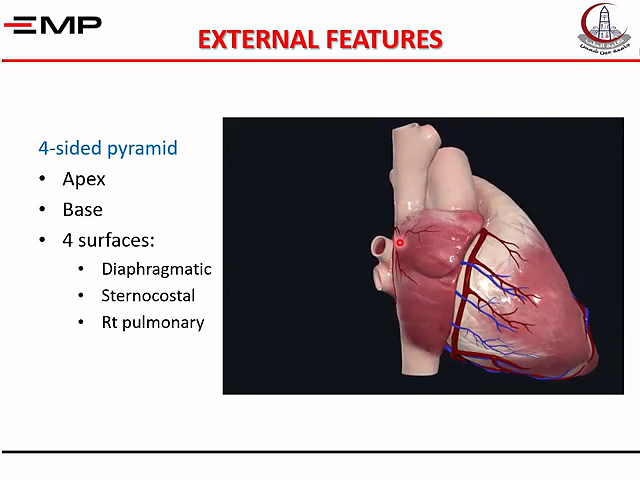 EMP
EXTERNAL FEATURES
4-sided pyramid
• Apex
• Base
• 4 surfaces:
• Diaphragmatic
• Sternocostal
• Rt pulmonary